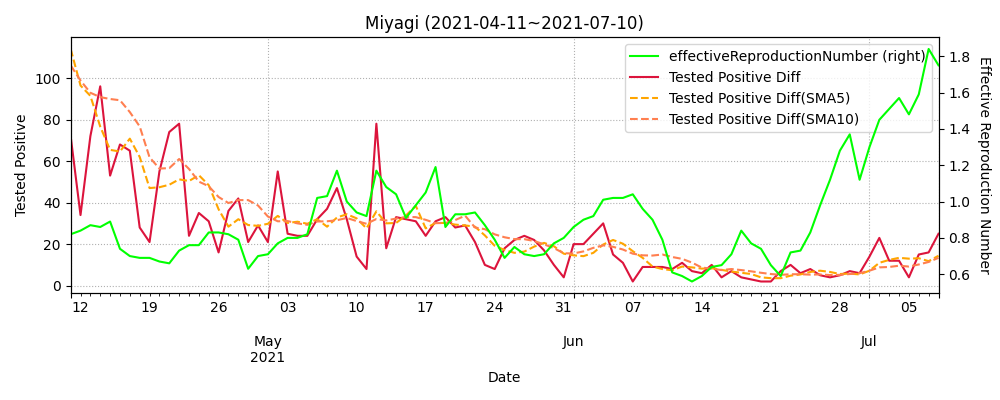 Miyagi (2021-04-11~2021-07-10)
effectiveReproductionNumber (right)
Tested Positive Diff
Tested Positive Diff(SMA5)
Tested Positive Diff(SMA10)
Tested Positive
100
80
60
40
20
0
Effective Reproduction Number
1.8
1.6
1.4
1.2
1.0
0.8
0.6
12 19 26 03 10 17 24 31 07 14 21 28 05
May Jun Jul
2021
Date